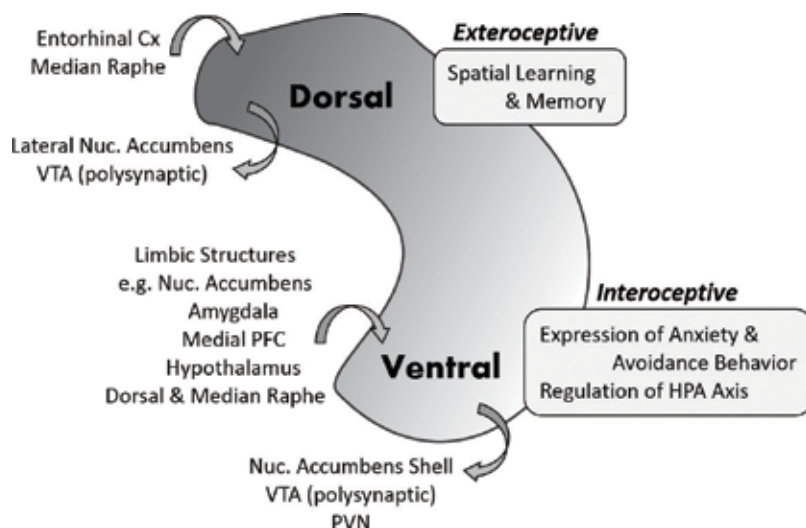 Entorhinal Cx
Median Raphe
Dorsal
Exteroceptive
Spatial Learning
& Memory
Lateral Nuc. Accumbens
VTA (polysynaptic)
Limbic Structures
e.g. Nuc. Accumbens
Amygdala
Medial PFC
Hypothalamus
Dorsal & Median Raphe
Ventral
Interoceptive
Expression of Anxiety &
Avoidance Behavior
Regulation of HPA Axis
Nuc. Accumbens Shell
VTA (polysynaptic)
PVN